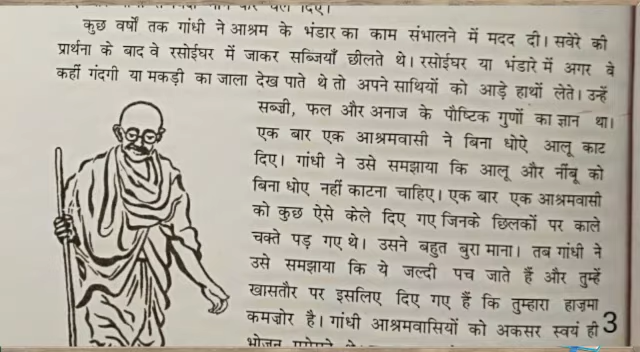 कुछ वर्षों तक गांधी ने आश्रम के भंडार का काम संभालने में मदद दी। सवेरे की
प्रार्थना के बाद वे रसोईघर में जाकर सब्जियाँ छीलते थे। रसोईघर या भंडारे में अगर वे
कहीं गंदगी या मकड़ी का जाला देख पाते थे तो अपने साथियों को आड़े हाथों लेते। उन्हें
सब्ज़ी, फल और अनाज के पौष्टिक गुणों का ज्ञान था।
एक बार एक आश्रमवासी ने बिना धोऐ आलू काट
दिए। गांधी ने उसे समझाया कि आलू और नींबू को
बिना धोए नहीं काटना चाहिए। एक बार एक आश्रमवासी
को कुछ ऐसे केले दिए गए जिनके छिलकों पर काले
चक्ते पड़ गए थे। उसने बहुत बुरा माना। तब गांधी ने
उसे समझाया कि ये जल्दी पच जाते हैं और तुम्हें
खासतौर पर इसलिए दिए गए हैं कि तुम्हारा हाज़मा
कमज़ोर है। गांधी आश्रमवासियों को अकसर स्वयं ही
3